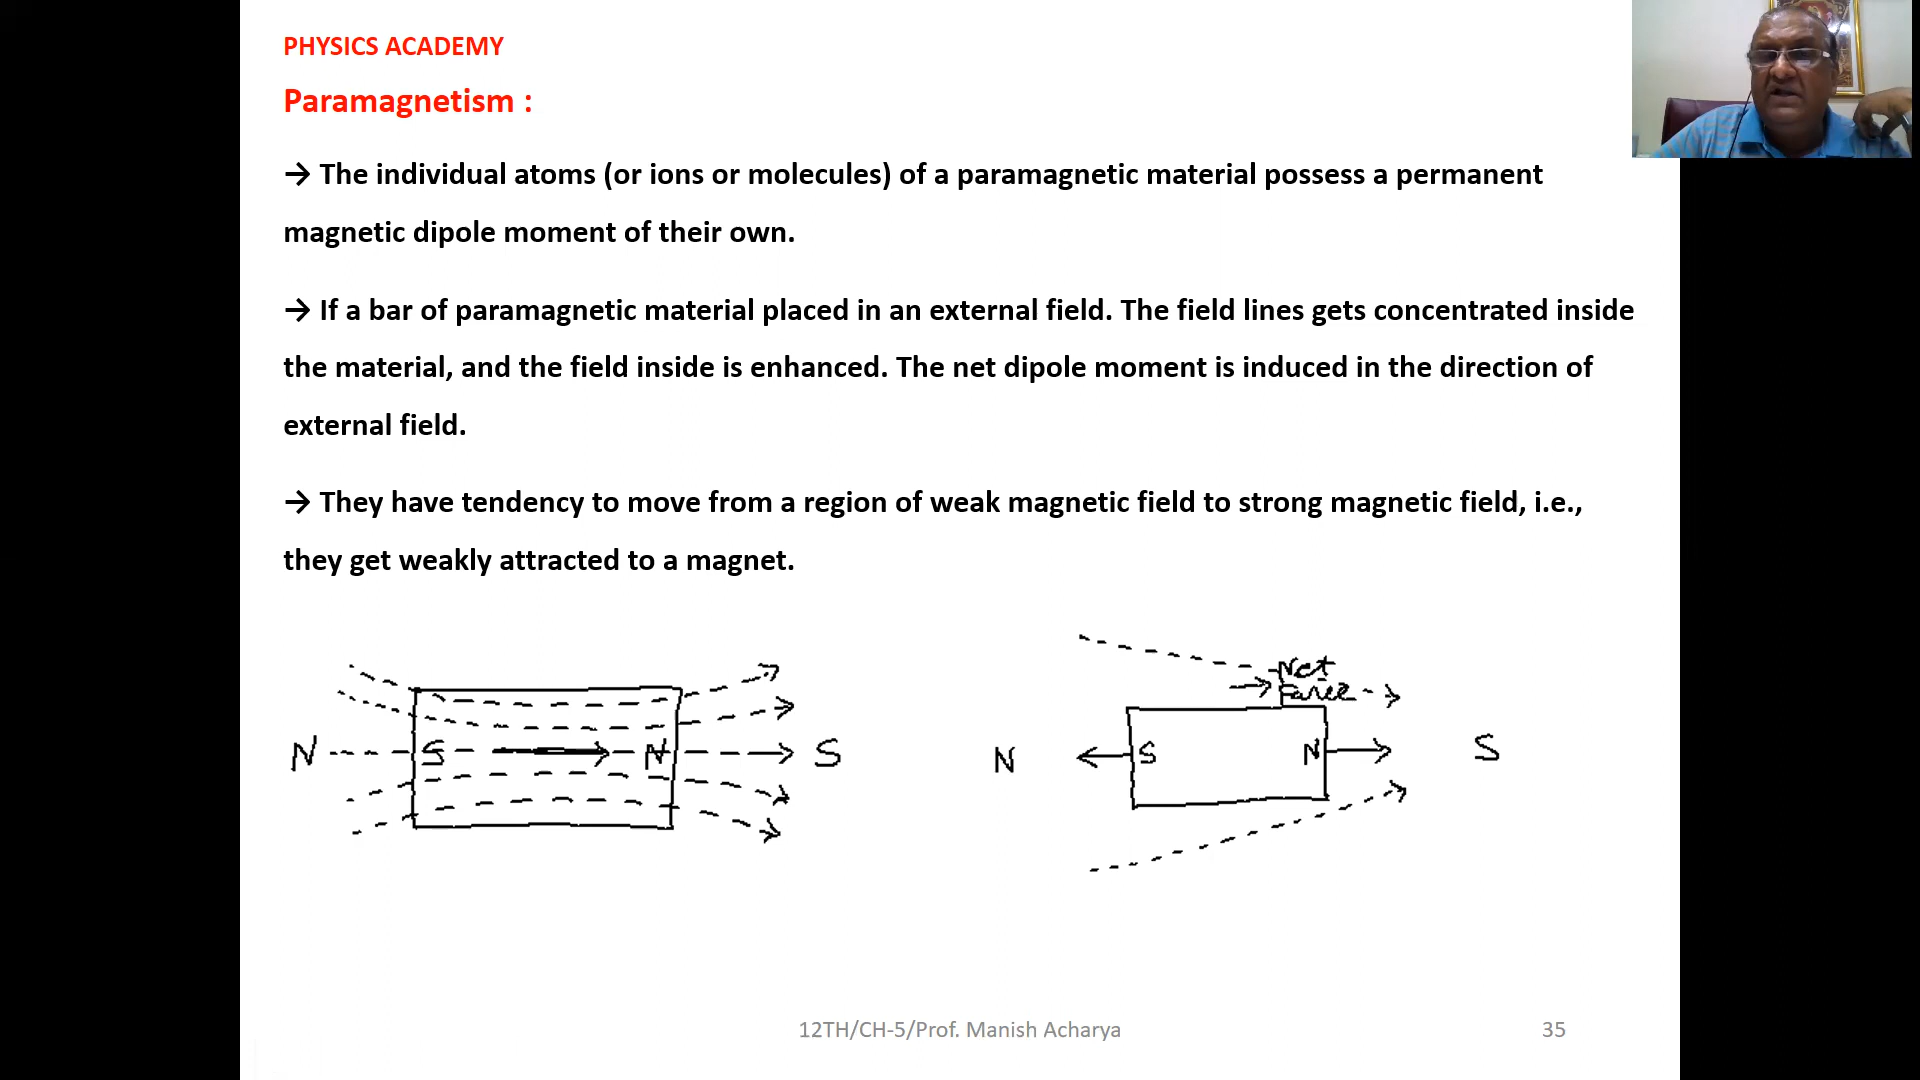 PHYSICS ACADEMY
Paramagnetism :
→ The individual atoms (or ions or molecules) of a paramagnetic material possess a permanent
magnetic dipole moment of their own.
→ If a bar of paramagnetic material placed in an external field. The field lines gets concentrated inside
the material, and the field inside is enhanced. The net dipole moment is induced in the direction of
external field.
→ They have tendency to move from a region of weak magnetic field to strong magnetic field, i.e.,
they get weakly attracted to a magnet.
Net
Force
N S N S
N S N S
12TH/CH-5/Prof. Manish Acharya
35